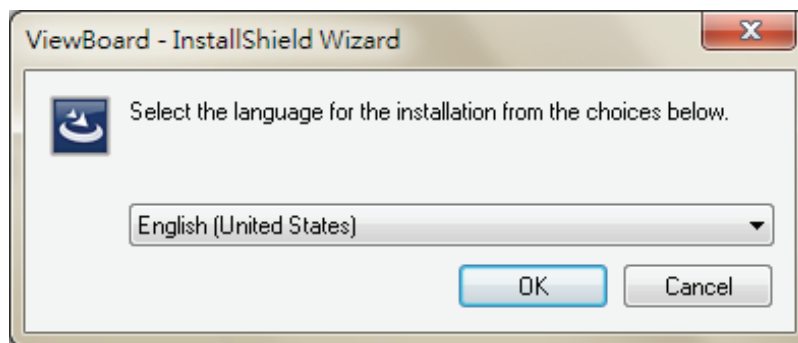 ViewBoard - InstallShield Wizard
Select the language for the installation from the choices below.
English (United States)
OK Cancel